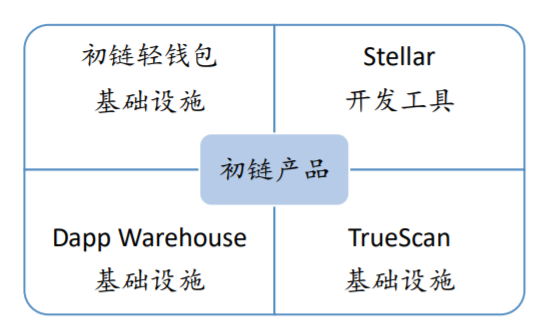 初链轻钱包
基础设施
Stellar
开发工具
初链产品
Dapp Warehouse
基础设施
TrueScan
基础设施